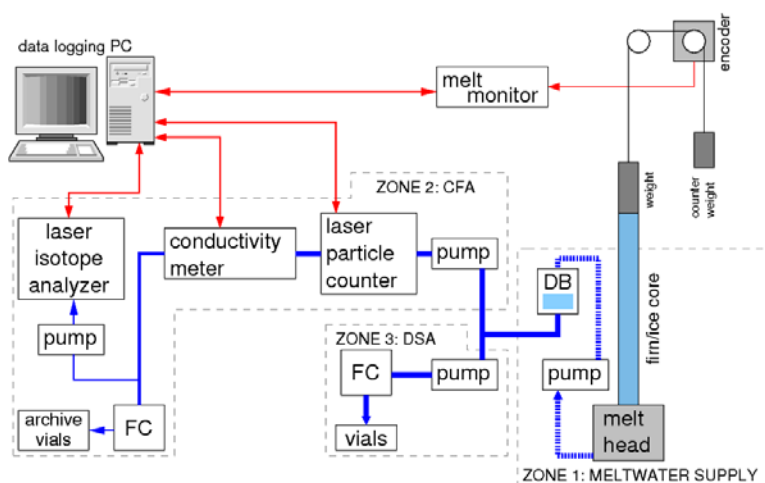 data logging PC
encoder
melt
monitor
weight
counter
weight
ZONE 2: CFA
laser
isotope
analyzer
conductivity
meter
laser
particle
counter
pump
DB
firn/ice core
pump
ZONE 3: DSA
FC
pump
pump
archive
vials
FC
vials
melt
head
ZONE 1: MELTWATER SUPPLY